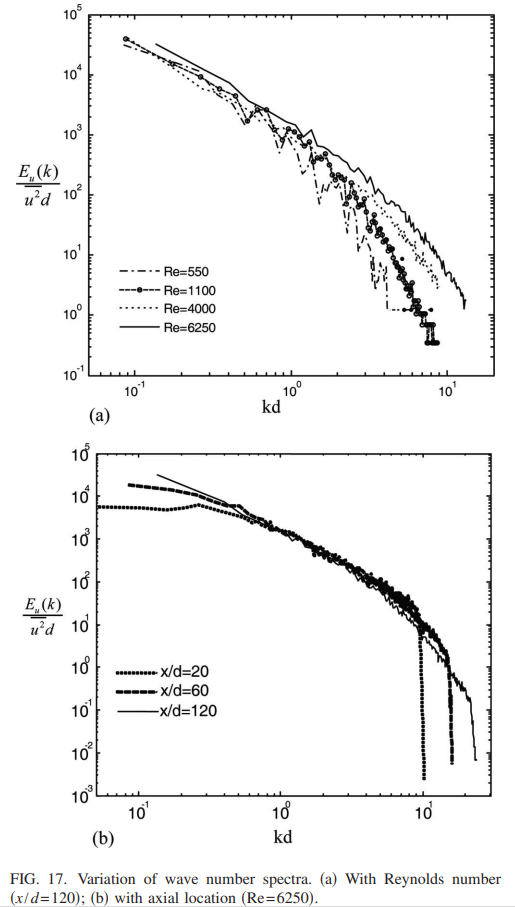 10^5
10^4
10^3
10^2
10^1
10^0
10^-1
E_u(k)
u^2d
Re=550
Re=1100
Re=4000
Re=6250
10^-1
10^0
10^1
(a)
kd
10^5
10^4
10^3
10^2
10^1
10^0
10^-1
10^-2
10^-3
E_u(k)
u^2d
x/d=20
x/d=60
x/d=120
10^-1
10^0
10^1
(b)
kd
FIG. 17. Variation of wave number spectra. (a) With Reynolds number
(x/d=120); (b) with axial location (Re=6250).